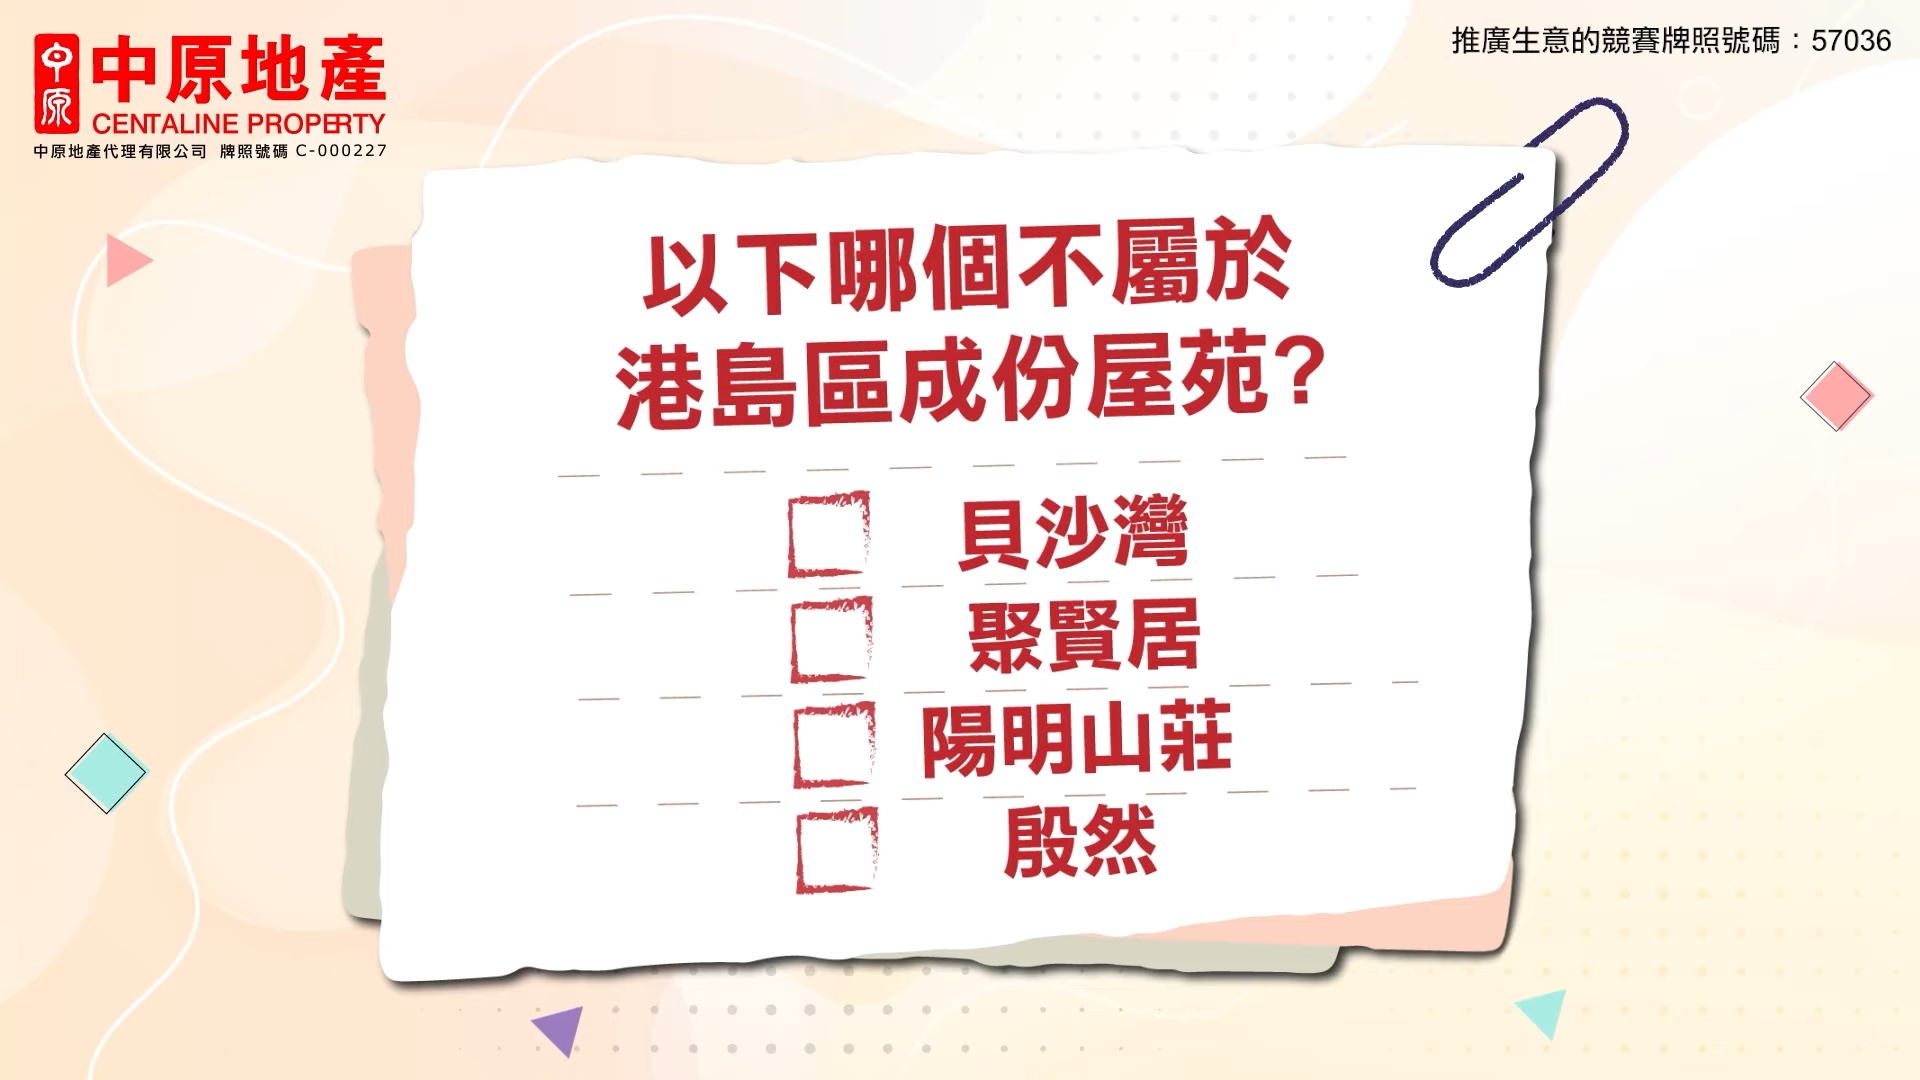 中原
中原地產
CENTALINE PROPERTY
中原地產代理有限公司 牌照號碼 C-000227
推廣生意的競賽牌照號碼：57036
以下哪個不屬於
港島區成份屋苑?
貝沙灣
聚賢居
陽明山莊
殷然